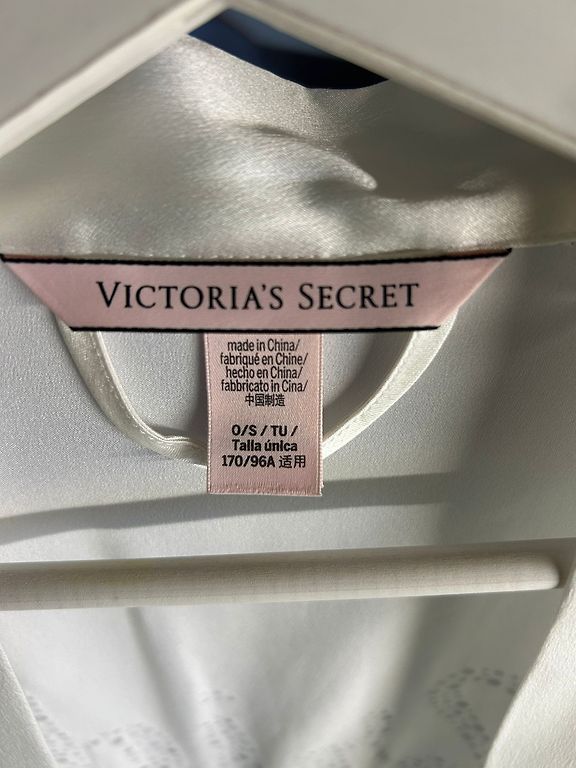 VICTORIA'S SECRET
made in China/
fabriqué en Chine/
hecho en China/
fabbricato in Cina/
中国制造
O/S / TU /
Talla única
170/96A 适用